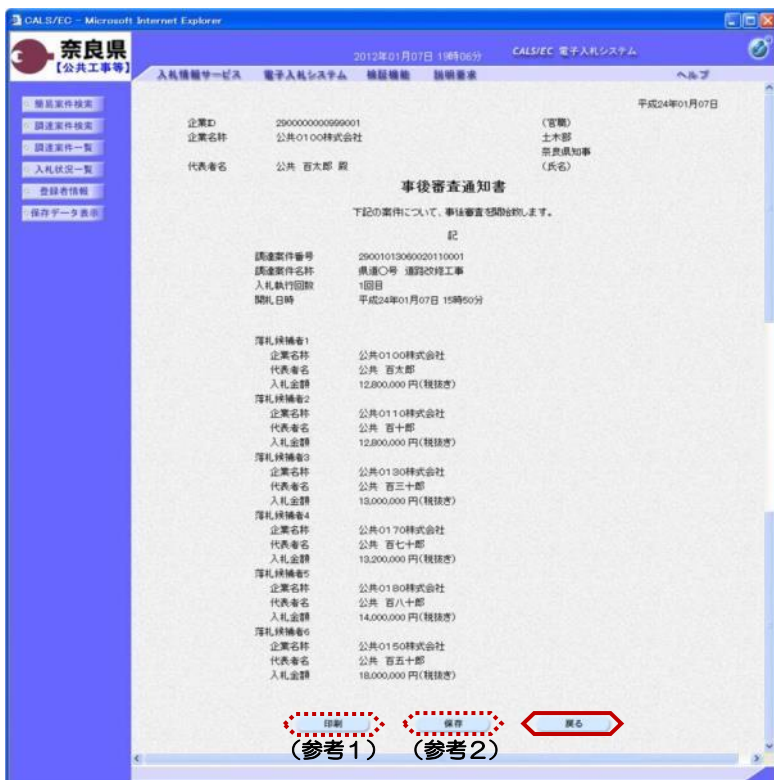 CALS/EC - Microsoft Internet Explorer
奈良県
【公共工事等】
2012年01月07日 19時06分
CALS/EC 電子入札システム
入札情報サービス 電子入札システム 検証機能 説明要求 ヘルプ
簡易案件検索
調達案件検索
調達案件一覧
入札状況一覧
登録者情報
保存データ表示
平成24年01月07日
企業ID 2900000000999001 (官職)
企業名称 公共0100株式会社 土木部
奈良県知事
代表者名 公共 百太郎 殿 (氏名)
事後審査通知書
下記の案件について、事後審査を開始致します。
記
調達案件番号 29001013060020110001
調達案件名称 県道○号 道路改修工事
入札執行回数 1回目
開札日時 平成24年01月07日 15時50分
落札候補者1
企業名称 公共0100株式会社
代表者名 公共 百太郎
入札金額 12,800,000 円(税抜き)
落札候補者2
企業名称 公共0110株式会社
代表者名 公共 百十郎
入札金額 12,800,000 円(税抜き)
落札候補者3
企業名称 公共0130株式会社
代表者名 公共 百三十郎
入札金額 13,000,000 円(税抜き)
落札候補者4
企業名称 公共0170株式会社
代表者名 公共 百七十郎
入札金額 13,200,000 円(税抜き)
落札候補者5
企業名称 公共0180株式会社
代表者名 公共 百八十郎
入札金額 14,000,000 円(税抜き)
落札候補者6
企業名称 公共0150株式会社
代表者名 公共 百五十郎
入札金額 18,000,000 円(税抜き)
印刷 保存 戻る
(参考1) (参考2)